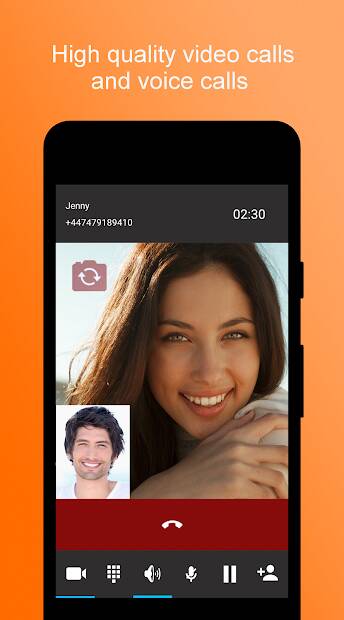 High quality video calls
and voice calls
Jenny
+447479189410
02:30